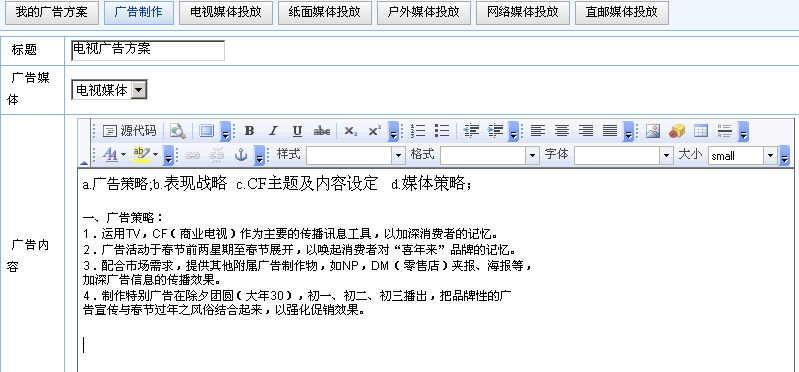 我的广告方案 广告制作 电视媒体投放 纸面媒体投放 户外媒体投放 网络媒体投放 直邮媒体投放
标题 电视广告方案
广告媒
体
电视媒体
源代码 B I U abc x₂ x²
A ab 样式 格式 字体 大小 small
a.广告策略;b.表现战略 c.CF主题及内容设定 d.媒体策略；
一、广告策略：
1．运用TV，CF（商业电视）作为主要的传播讯息工具，以加深消费者的记忆。
2．广告活动于春节前两星期至春节展开，以唤起消费者对“喜年来”品牌的记忆。
广告内
容
3．配合市场需求，提供其他附属广告制作物，如NP，DM（零售店）夹报、海报等，
加深广告信息的传播效果。
4．制作特别广告在除夕团圆（大年30），初一、初二、初三播出，把品牌性的广
告宣传与春节过年之风俗结合起来，以强化促销效果。